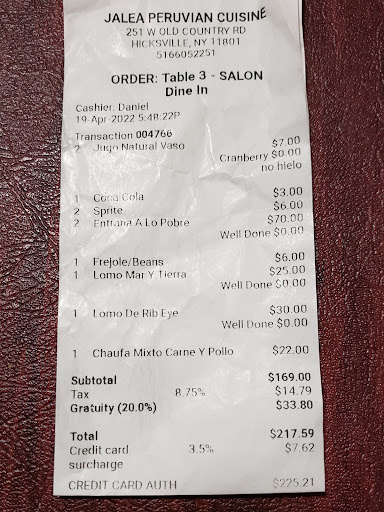 JALEA PERUVIAN CUISINE
251 W OLD COUNTRY RD
HICKSVILLE, NY 11801
5166052251
ORDER: Table 3 - SALON
Dine In
Cashier: Daniel
19-Apr-2022 5:48:22P
Transaction 004766
2 Jugo Natural Vaso $7.00
Cranberry $0.00
no hielo
1 Coca Cola $3.00
2 Sprite $6.00
2 Entrana A Lo Pobre $70.00
Well Done $0.00
1 Frejole/Beans $6.00
1 Lomo Mar Y Tierra $25.00
Well Done $0.00
1 Lomo De Rib Eye $30.00
Well Done $0.00
1 Chaufa Mixto Carne Y Pollo $22.00
Subtotal $169.00
Tax 8.75% $14.79
Gratuity (20.0%) $33.80
Total $217.59
Credit card 3.5% $7.62
surcharge
CREDIT CARD AUTH $225.21